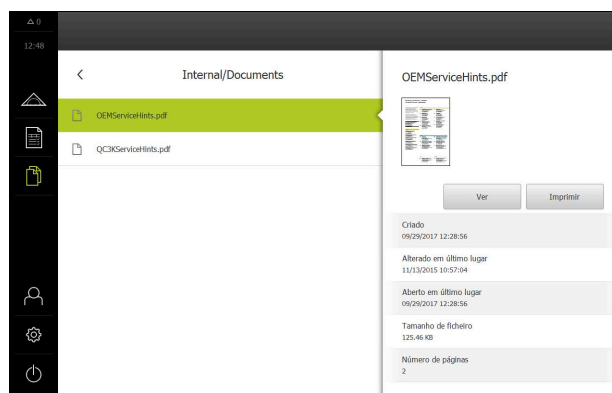 0
12:48
Internal/Documents
OEMServiceHints.pdf
QC3KServiceHints.pdf
OEMServiceHints.pdf
Ver
Imprimir
Criado
09/29/2017 12:28:56
Alterado em último lugar
11/13/2015 10:57:04
Aberto em último lugar
09/29/2017 12:28:56
Tamanho de ficheiro
125.46 KB
Número de páginas
2